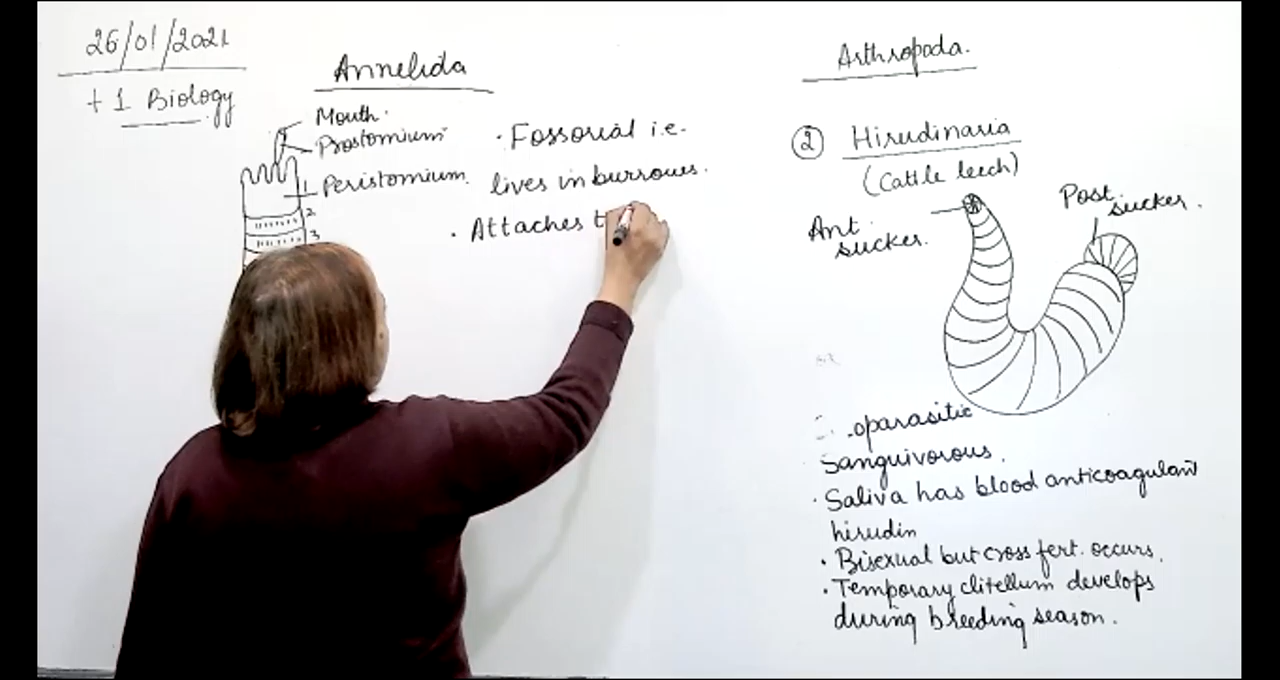 26/01/2021
+1 Biology
Annelida
Mouth.
Prostomium
Peristomium.
1
2
3
. Fossorial i.e.
lives in burrows.
. Attaches t
Arthropoda.
2 Hirudinaria
(Cattle leech)
Ant
sucker.
Post
sucker.
oparasitic
Sanguivorous.
. Saliva has blood anticoagulant
hirudin
. Bisexual but cross fert. occurs.
. Temporary clitellum develops
during breeding season.